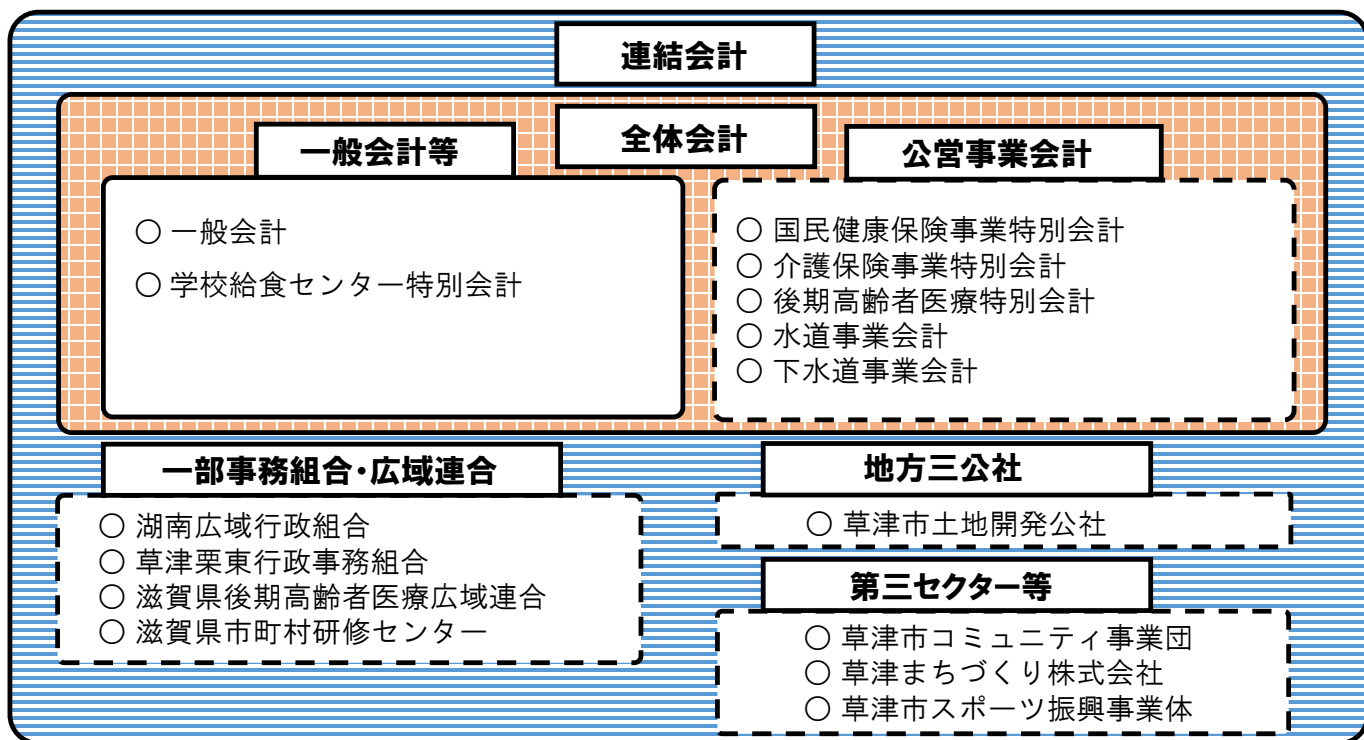 連結会計
全体会計
一般会計等
○ 一般会計
○ 学校給食センター特別会計
公営事業会計
○ 国民健康保険事業特別会計
○ 介護保険事業特別会計
○ 後期高齢者医療特別会計
○ 水道事業会計
○ 下水道事業会計
一部事務組合・広域連合
○ 湖南広域行政組合
○ 草津栗東行政事務組合
○ 滋賀県後期高齢者医療広域連合
○ 滋賀県市町村研修センター
地方三公社
○ 草津市土地開発公社
第三セクター等
○ 草津市コミュニティ事業団
○ 草津まちづくり株式会社
○ 草津市スポーツ振興事業体